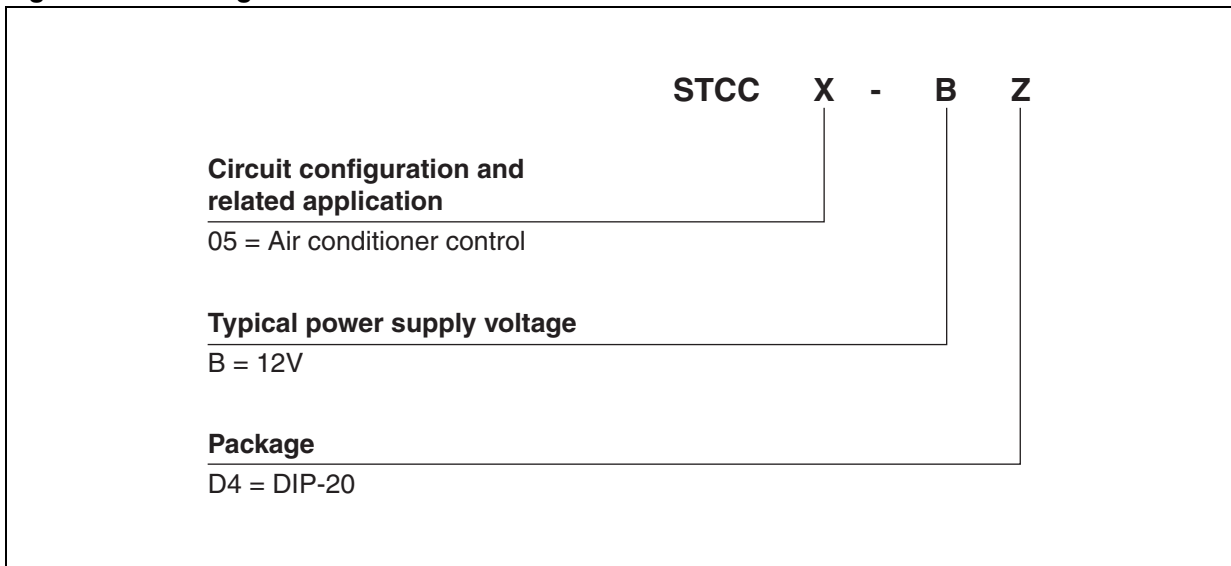 STCC X - B Z
Circuit configuration and
related application
05 = Air conditioner control
Typical power supply voltage
B = 12V
Package
D4 = DIP-20